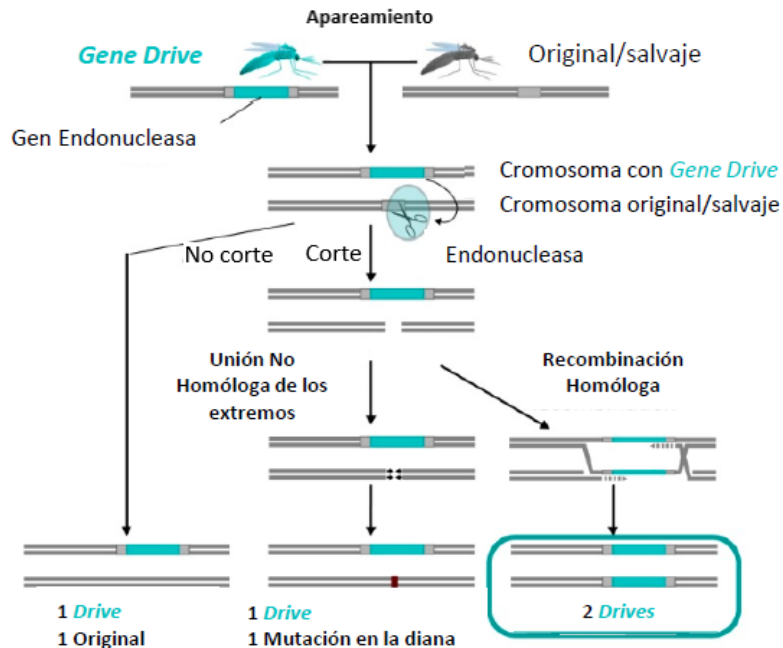 Apareamiento
Gene Drive
Original/salvaje
Gen Endonucleasa
Cromosoma con Gene Drive
Cromosoma original/salvaje
No corte
Corte
Endonucleasa
Unión No
Homóloga de los
extremos
Recombinación
Homóloga
1 Drive
1 Original
1 Drive
1 Mutación en la diana
2 Drives